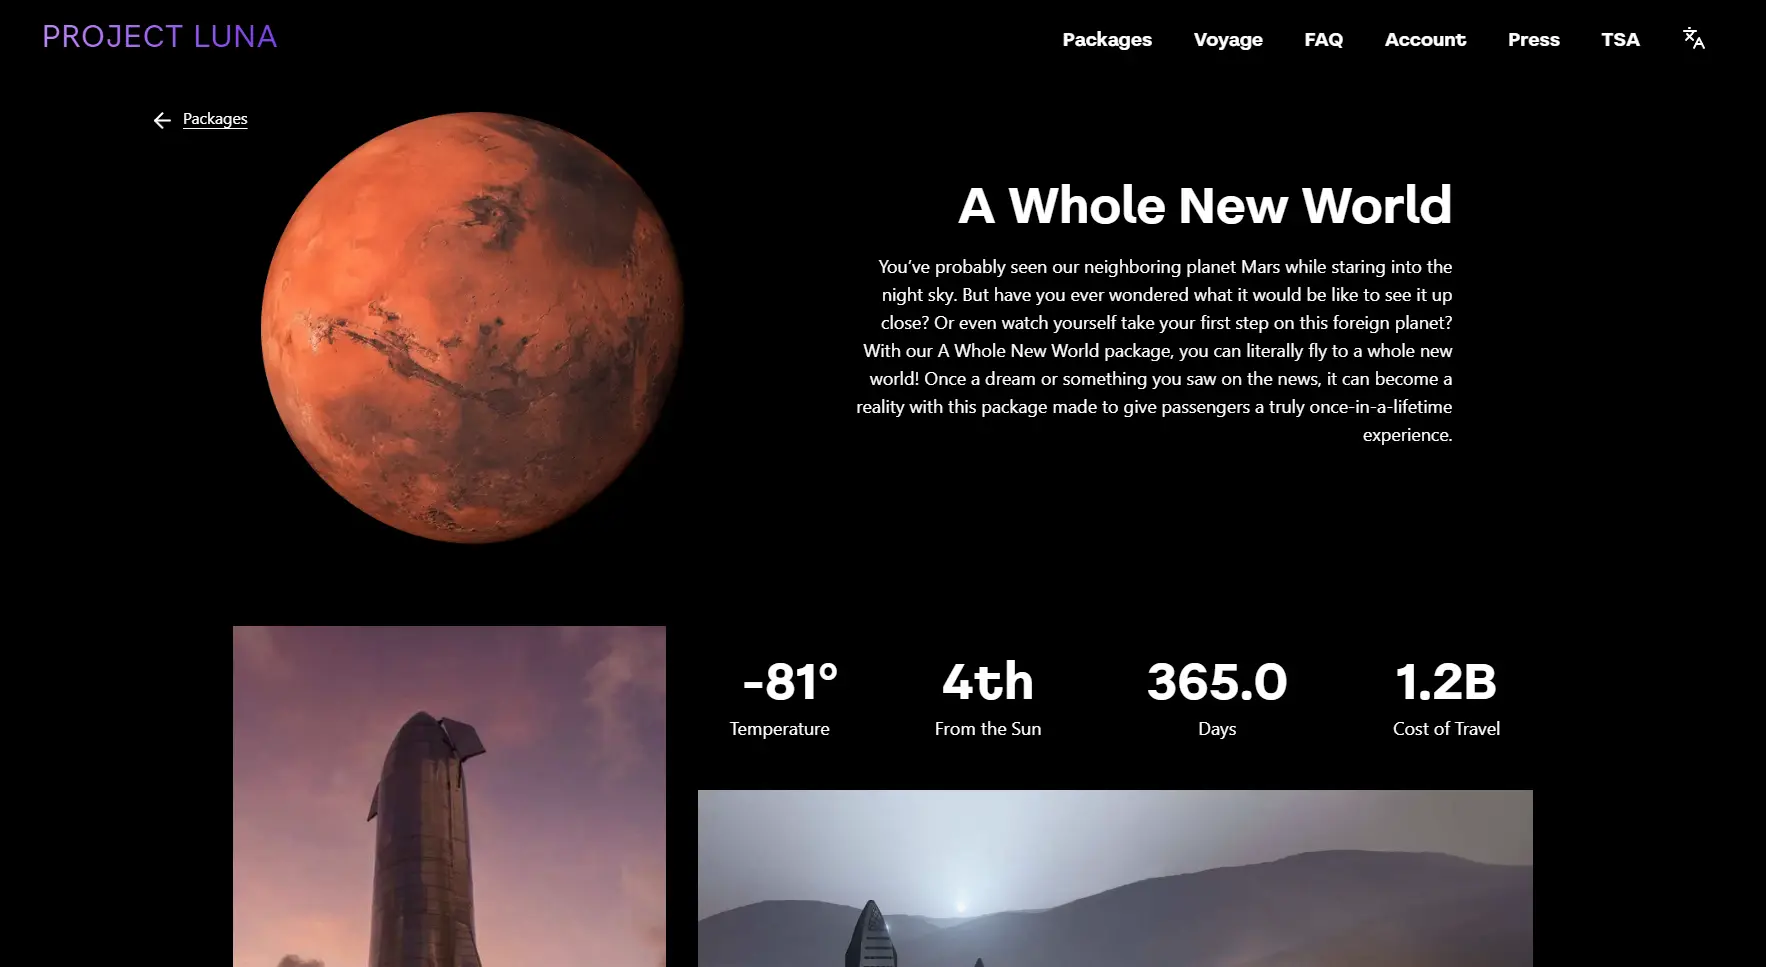 PROJECT LUNA
Packages
Voyage
FAQ
Account
Press
TSA
Packages
A Whole New World
You’ve probably seen our neighboring planet Mars while staring into the
night sky. But have you ever wondered what it would be like to see it up
close? Or even watch yourself take your first step on this foreign planet?
With our A Whole New World package, you can literally fly to a whole new
world! Once a dream or something you saw on the news, it can become a
reality with this package made to give passengers a truly once-in-a-lifetime
experience.
-81°
Temperature
4th
From the Sun
365.0
Days
1.2B
Cost of Travel